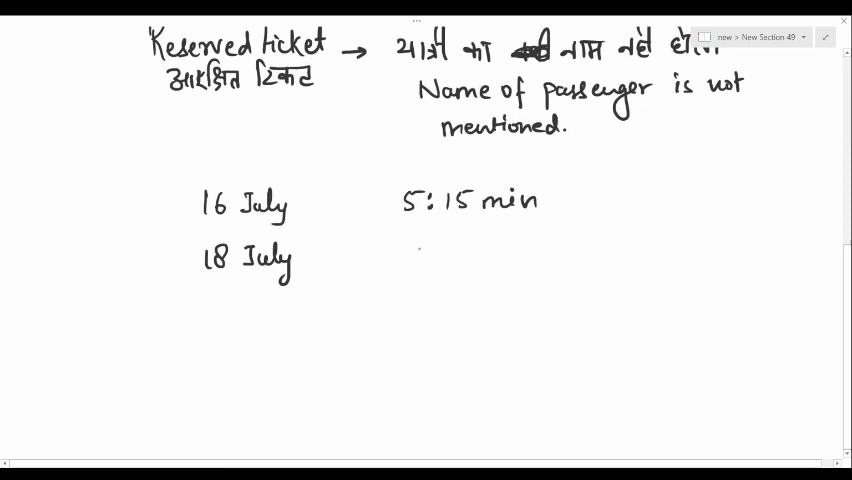 new > New Section 49
Reserved ticket → यात्री का नाम नहीं
आरक्षित टिकट
Name of passenger is not
mentioned.
16 July 5:15 min
18 July